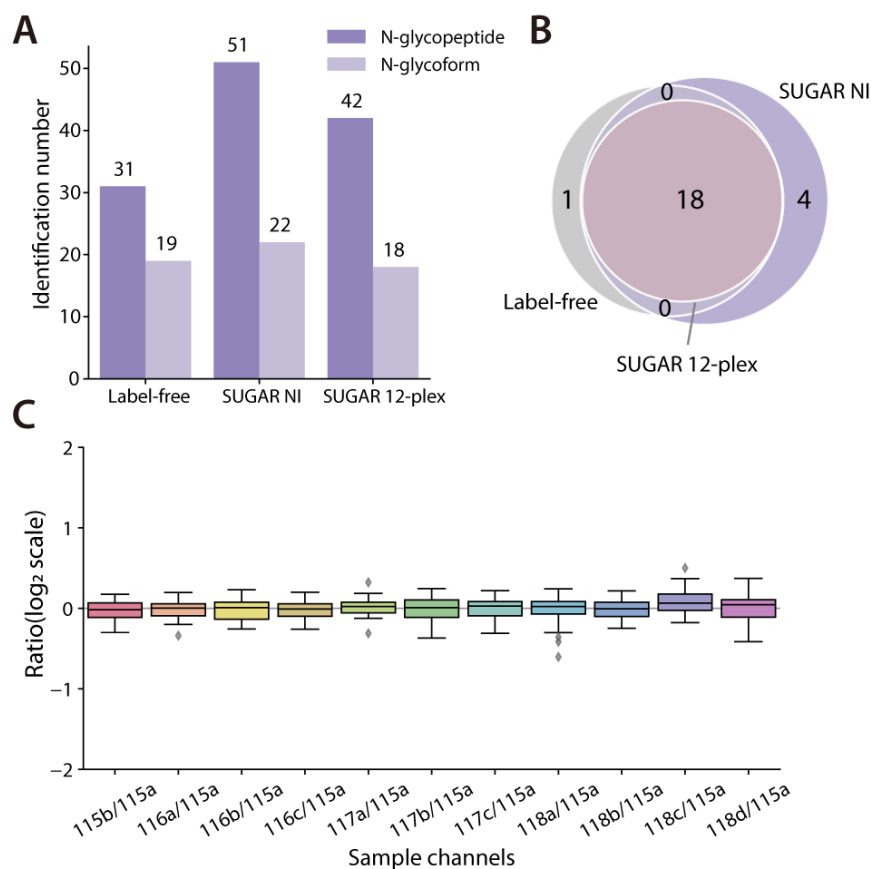 A
N-glycopeptide
N-glycoform
Identification number
50
40
30
20
10
0
31
19
51
22
42
18
Label-free
SUGAR NI
SUGAR 12-plex
B
SUGAR NI
0
1
18
4
Label-free
0
SUGAR 12-plex
C
Ratio(log₂ scale)
2
1
0
−1
−2
115b/115a
116a/115a
116b/115a
116c/115a
117a/115a
117b/115a
117c/115a
118a/115a
118b/115a
118c/115a
118d/115a
Sample channels